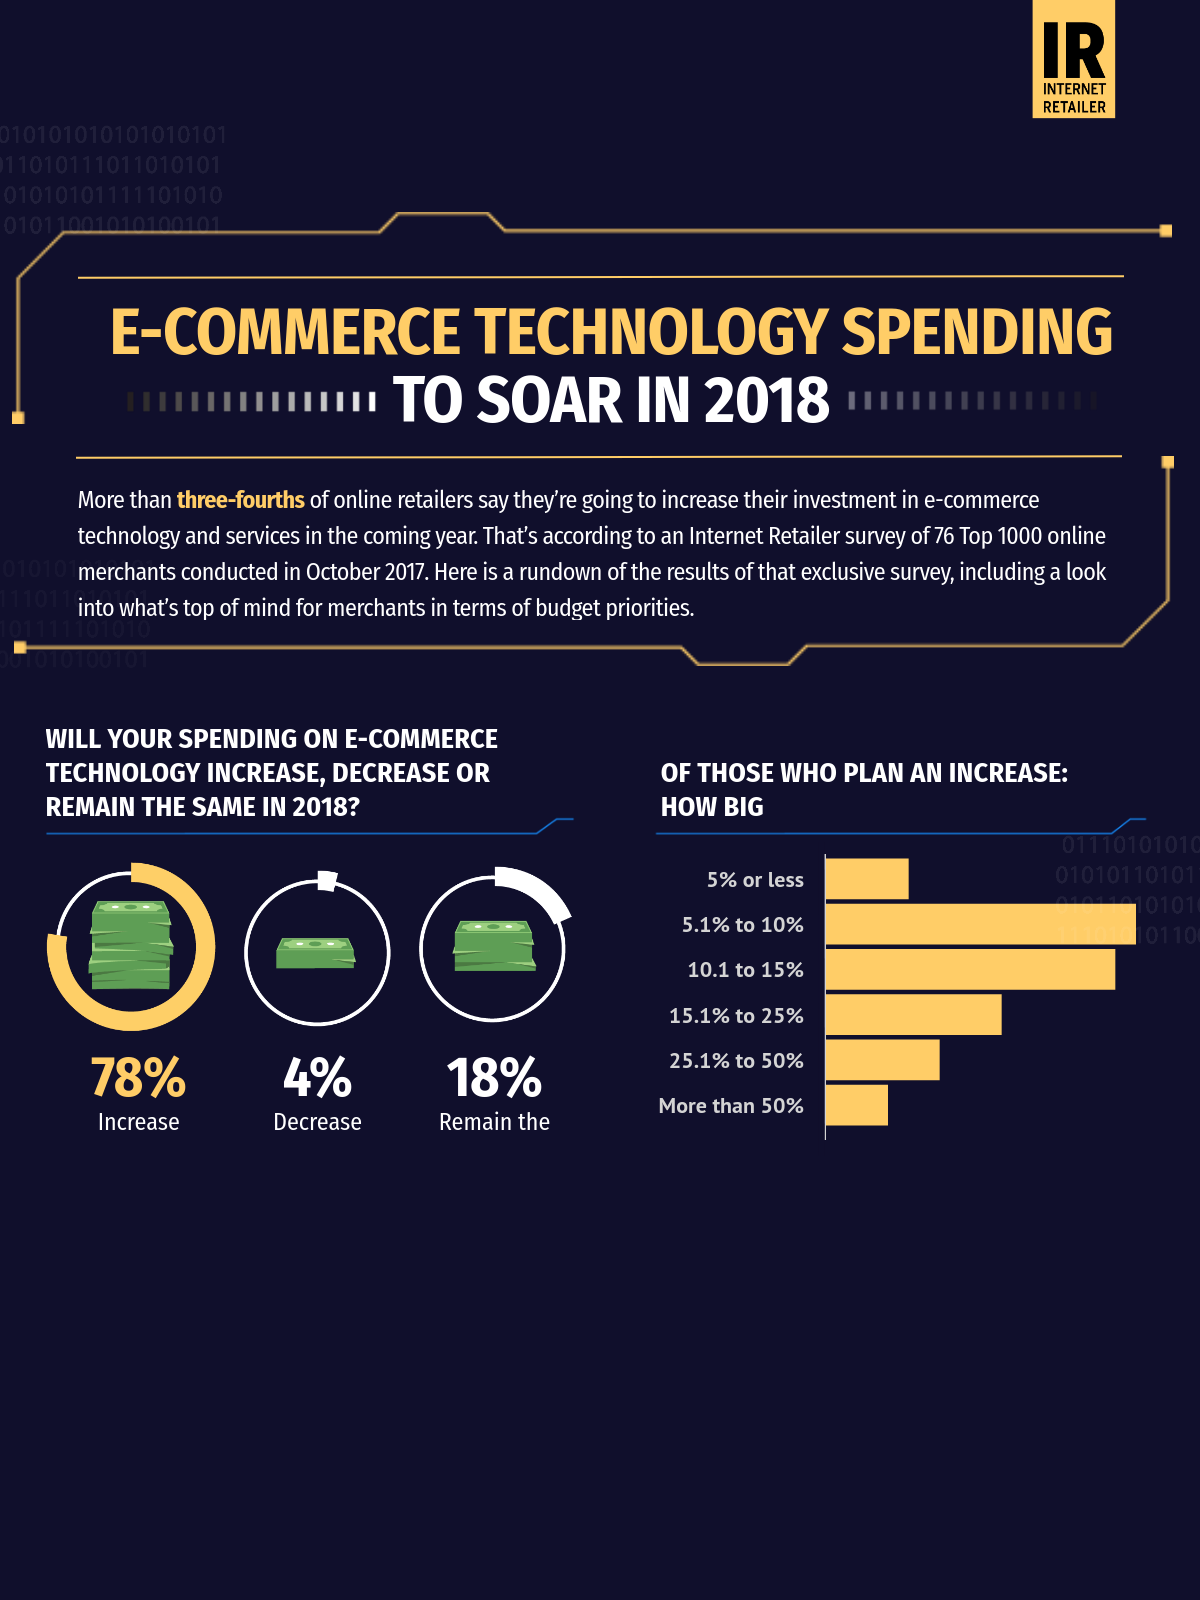 IR
INTERNET
RETAILER
01010101010101010101
01101011101101010​1
01010101111101010
01011001010100101
E-COMMERCE TECHNOLOGY SPENDING
TO SOAR IN 2018
More than three-fourths of online retailers say they’re going to increase their investment in e-commerce
technology and services in the coming year. That’s according to an Internet Retailer survey of 76 Top 1000 online
merchants conducted in October 2017. Here is a rundown of the results of that exclusive survey, including a look
into what’s top of mind for merchants in terms of budget priorities.
WILL YOUR SPENDING ON E-COMMERCE
TECHNOLOGY INCREASE, DECREASE OR
REMAIN THE SAME IN 2018?
78%
Increase
4%
Decrease
18%
Remain the
OF THOSE WHO PLAN AN INCREASE:
HOW BIG
5% or less
5.1% to 10%
10.1 to 15%
15.1% to 25%
25.1% to 50%
More than 50%